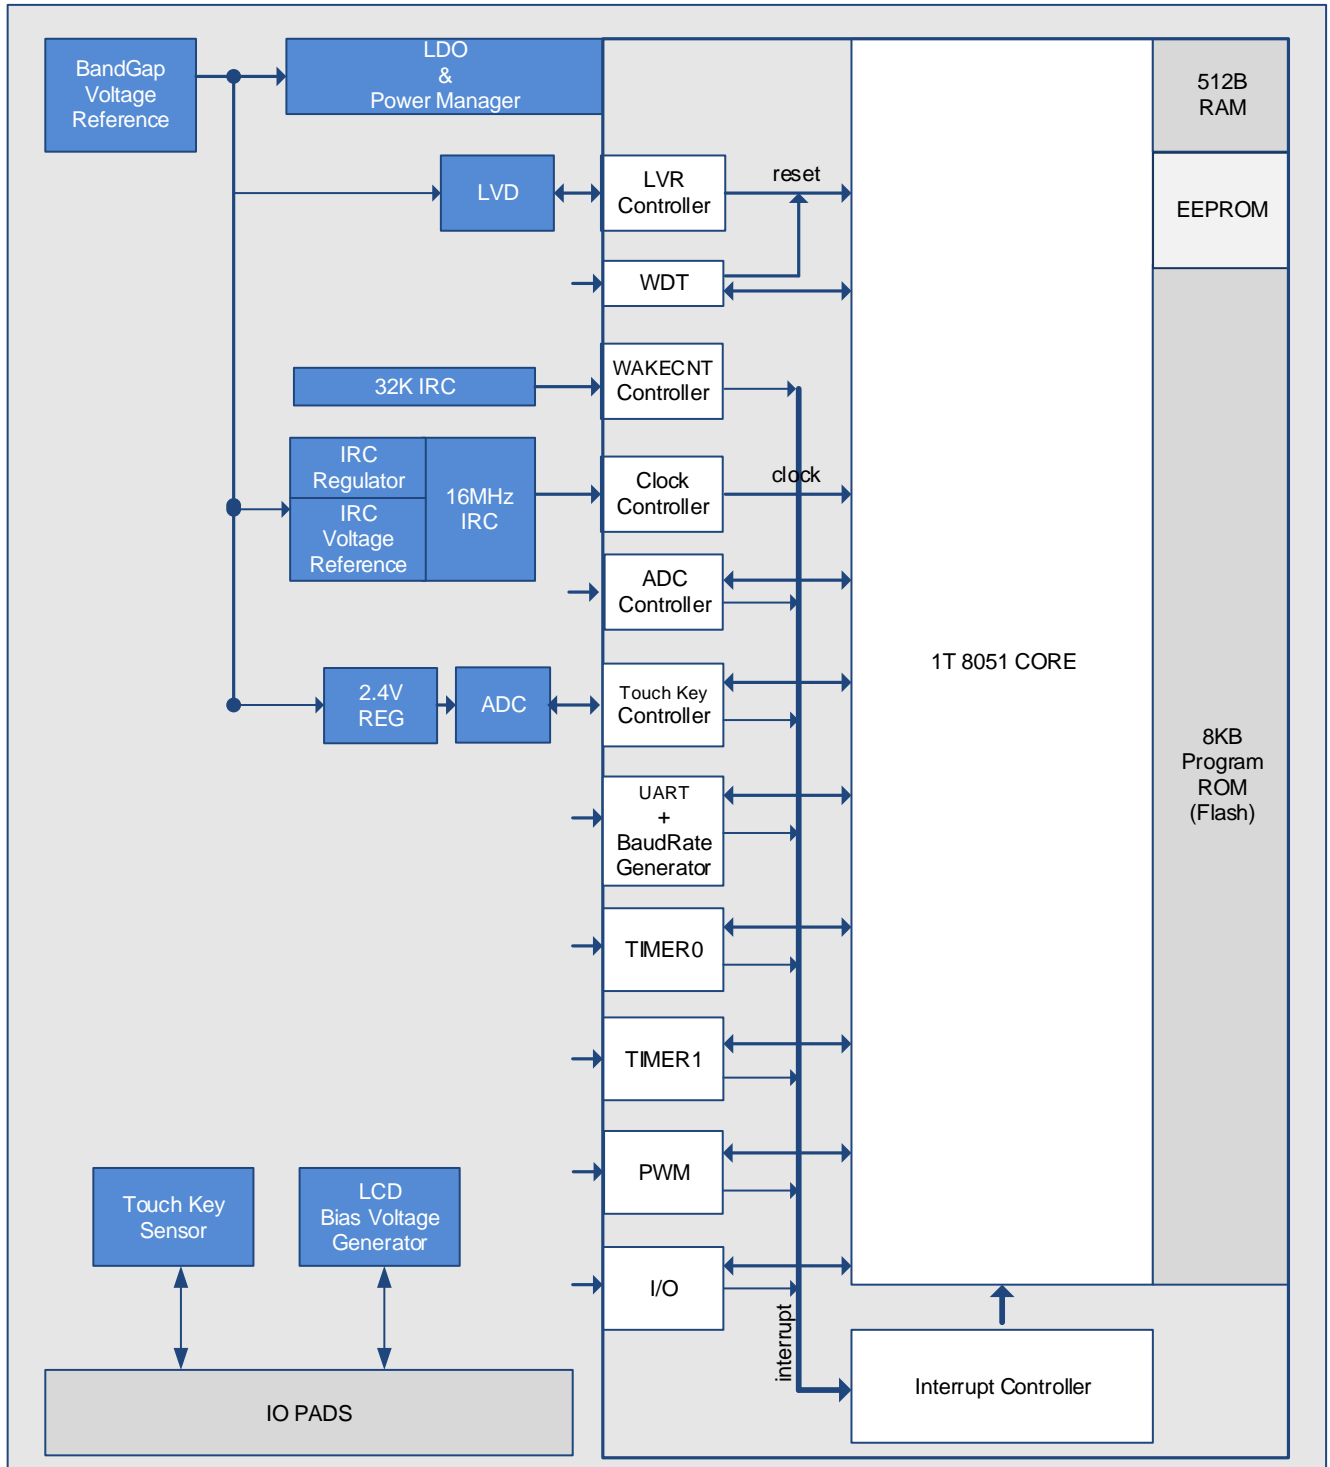 BandGap
Voltage
Reference
LDO
&
Power Manager
512B
RAM
LVD
LVR
Controller
reset
EEPROM
WDT
32K IRC
WAKECNT
Controller
IRC
Regulator
IRC
Voltage
Reference
16MHz
IRC
Clock
Controller
clock
ADC
Controller
1T 8051 CORE
2.4V
REG
ADC
Touch Key
Controller
8KB
Program
ROM
(Flash)
UART
+
BaudRate
Generator
TIMER0
TIMER1
PWM
Touch Key
Sensor
LCD
Bias Voltage
Generator
I/O
interrupt
Interrupt Controller
IO PADS